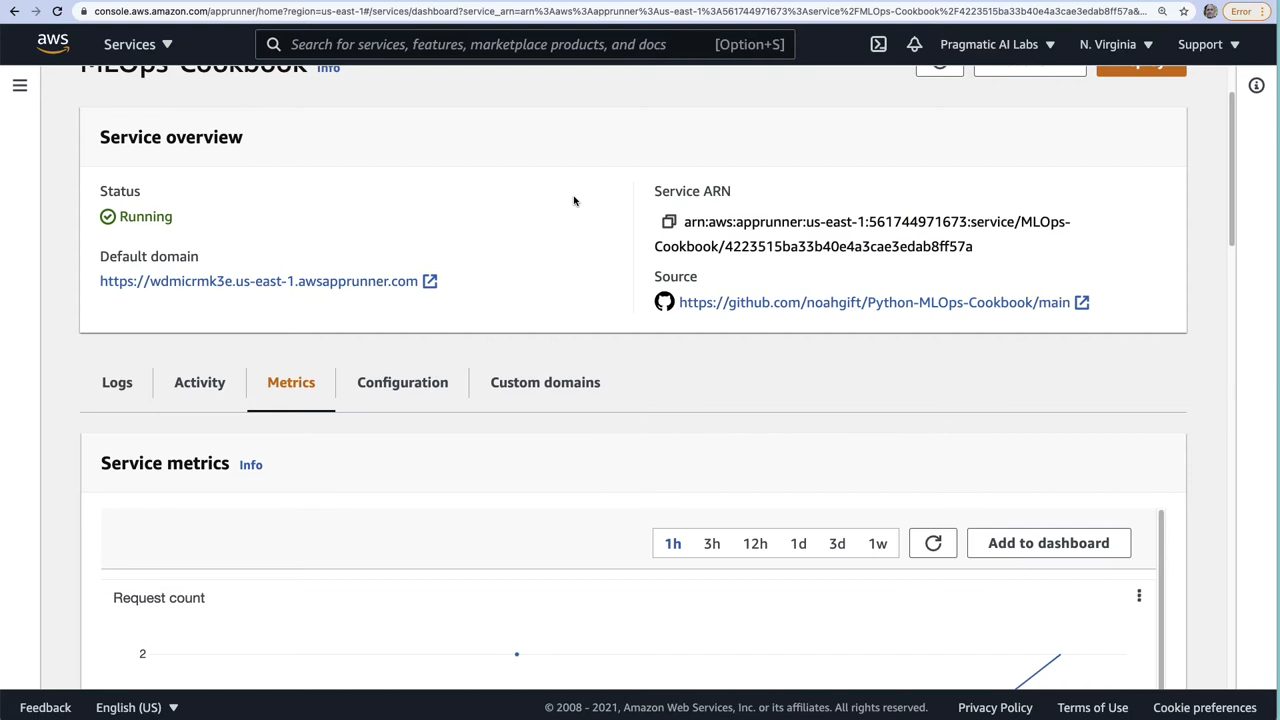 console.aws.amazon.com/apprunner/home?region=us-east-1#/services/dashboard?service_arn=arn%3Aaws%3Aapprunner%3Aus-east-1%3A561744971673%3Aservice%2FMLOps-Cookbook%2F4223515ba33b40e4a3cae3edab8ff57a&...
Error
aws
Services
Search for services, features, marketplace products, and docs
[Option+S]
Pragmatic AI Labs
N. Virginia
Support
MLOps-Cookbook Info
Service overview
Status
Running
Default domain
https://wdmicrmk3e.us-east-1.awsapprunner.com
Service ARN
arn:aws:apprunner:us-east-1:561744971673:service/MLOps-
Cookbook/4223515ba33b40e4a3cae3edab8ff57a
Source
https://github.com/noahgift/Python-MLOps-Cookbook/main
Logs
Activity
Metrics
Configuration
Custom domains
Service metrics Info
1h
3h
12h
1d
3d
1w
Add to dashboard
Request count
2
Feedback
English (US)
© 2008 - 2021, Amazon Web Services, Inc. or its affiliates. All rights reserved.
Privacy Policy
Terms of Use
Cookie preferences